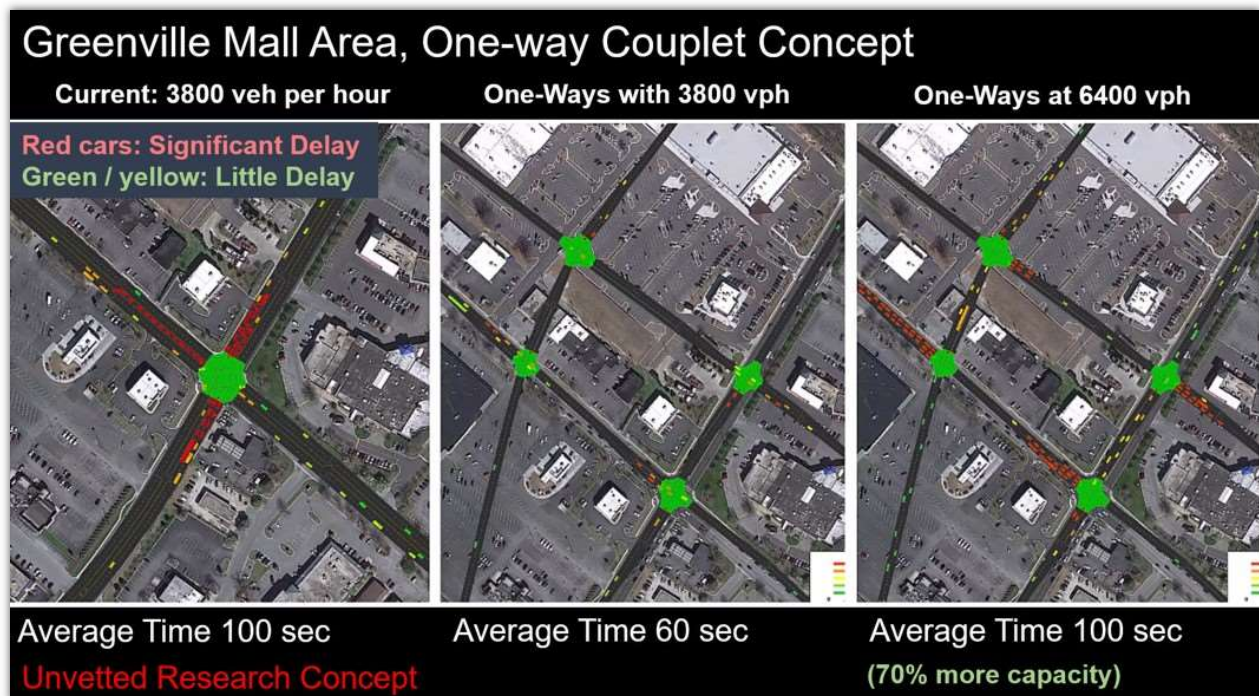 Greenville Mall Area, One-way Couplet Concept
Current: 3800 veh per hour
One-Ways with 3800 vph
One-Ways at 6400 vph
Red cars: Significant Delay
Green / yellow: Little Delay
Average Time 100 sec
Average Time 60 sec
Average Time 100 sec
Unvetted Research Concept
(70% more capacity)